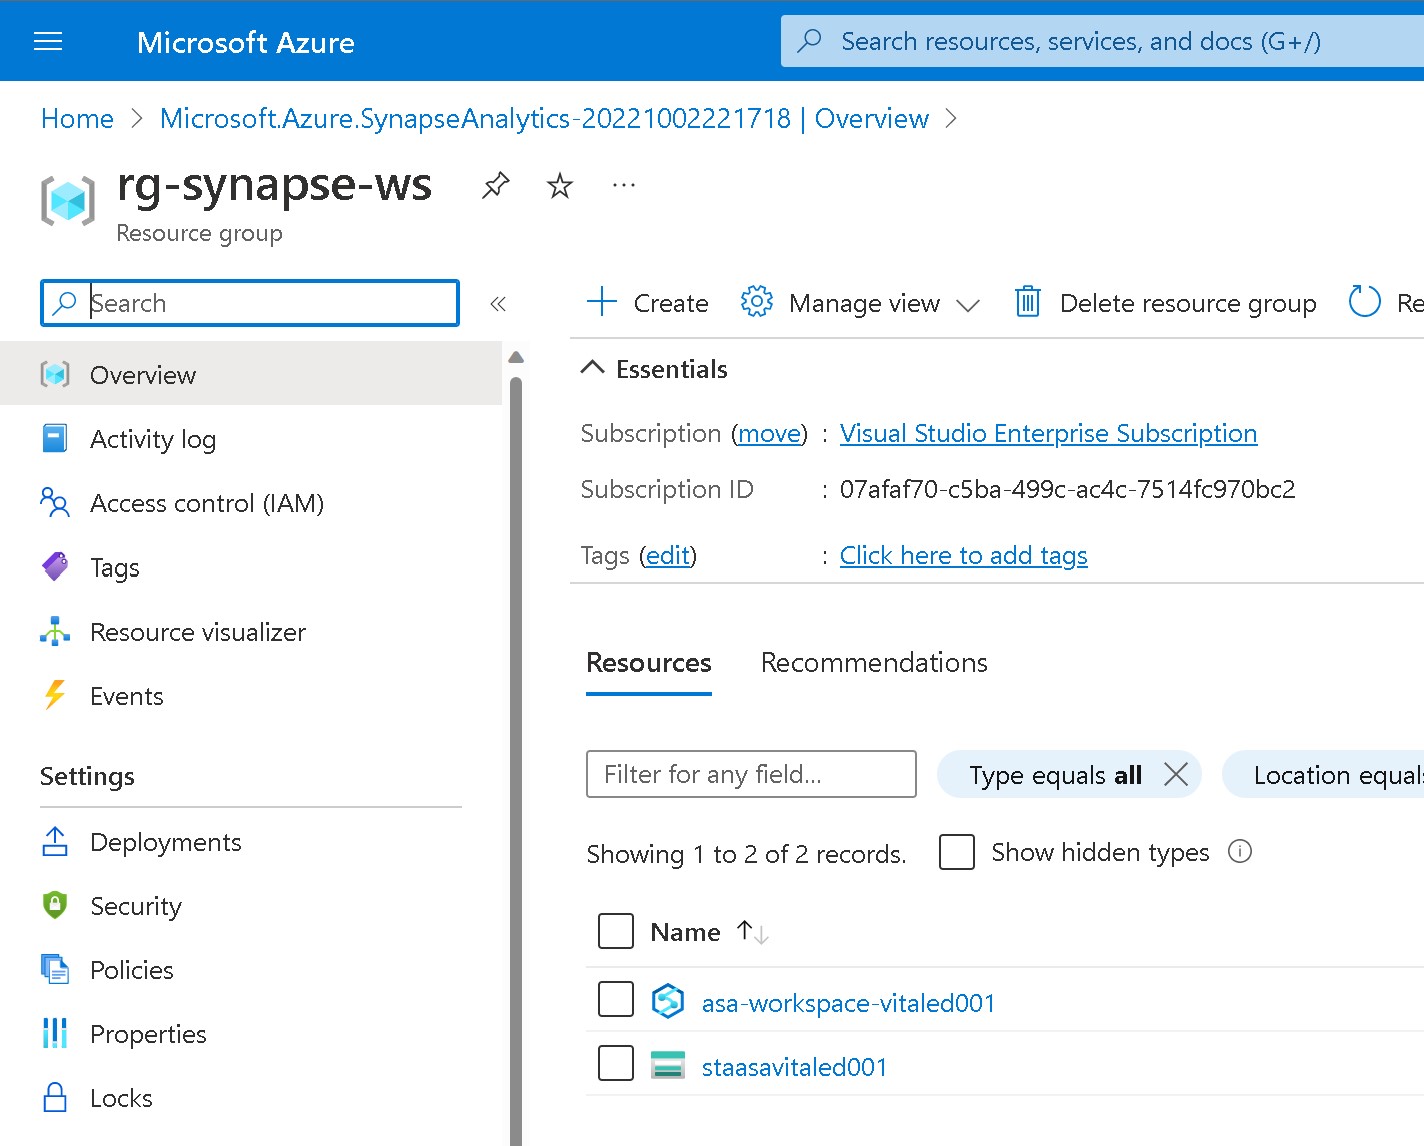 Microsoft Azure
Search resources, services, and docs (G+/)
Home > Microsoft.Azure.SynapseAnalytics-20221002221718 | Overview >
rg-synapse-ws
Resource group
Search
«
Overview
Activity log
Access control (IAM)
Tags
Resource visualizer
Events
Settings
Deployments
Security
Policies
Properties
Locks
Create
Manage view
Delete resource group
Re
Essentials
Subscription (move) : Visual Studio Enterprise Subscription
Subscription ID : 07afaf70-c5ba-499c-ac4c-7514fc970bc2
Tags (edit) : Click here to add tags
Resources
Recommendations
Filter for any field...
Type equals all
Location equals
Showing 1 to 2 of 2 records.
Show hidden types
Name ↑↓
asa-workspace-vitaled001
staasavitaled001